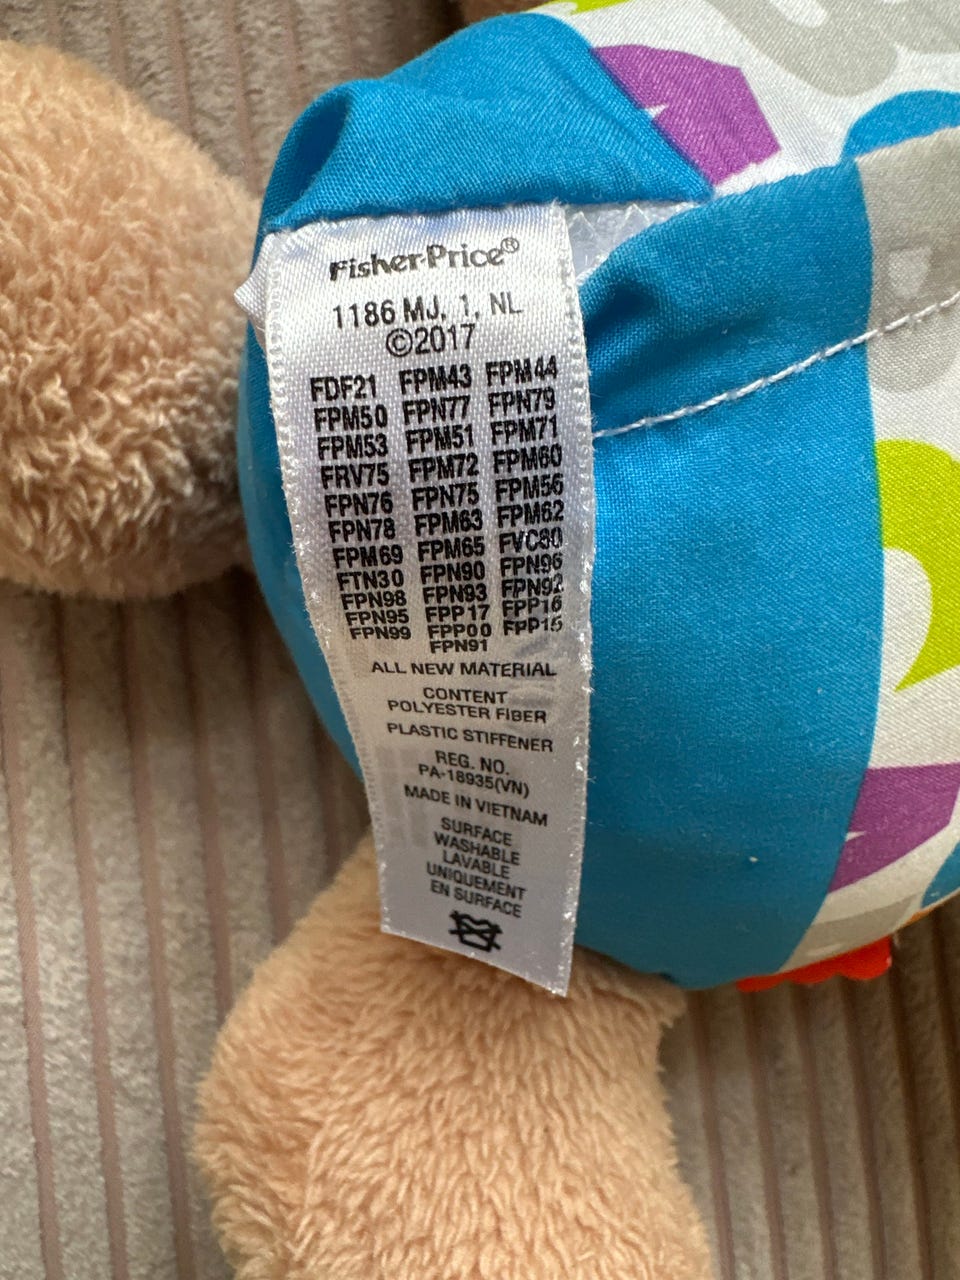 Fisher-Price®
1186 MJ, 1, NL
©2017
FDF21 FPM43 FPM44
FPM50 FPN77 FPN79
FPM53 FPM51 FPM71
FRV75 FPM72 FPM60
FPN76 FPN75 FPM56
FPN78 FPM63 FPM62
FPM69 FPM65 FVC80
FTN30 FPN90 FPN96
FPN98 FPN93 FPN92
FPN95 FPP17 FPP16
FPN99 FPP00 FPP15
FPN91
ALL NEW MATERIAL
CONTENT
POLYESTER FIBER
PLASTIC STIFFENER
REG. NO.
PA-18935(VN)
MADE IN VIETNAM
SURFACE
WASHABLE
LAVABLE
UNIQUEMENT
EN SURFACE